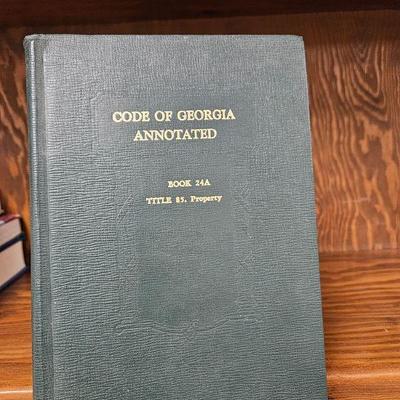 CODE OF GEORGIA
ANNOTATED
BOOK 24A
TITLE 85. Property